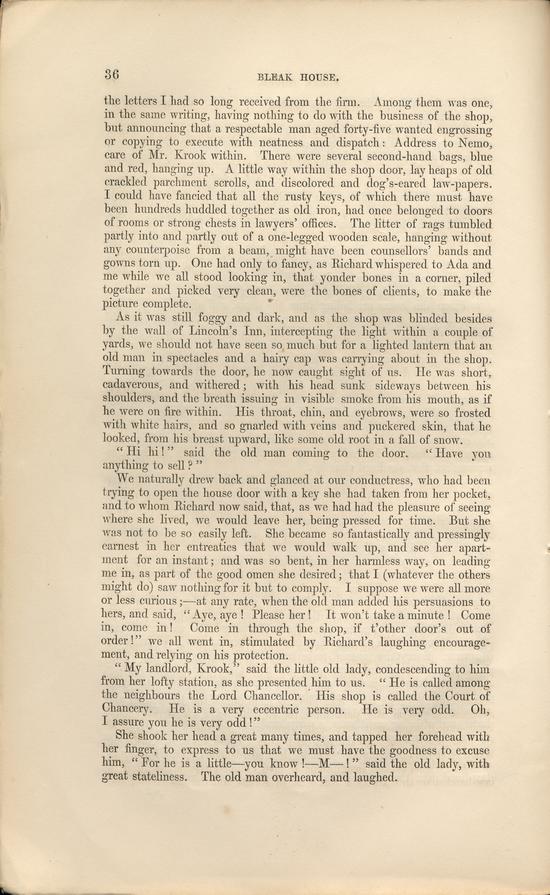 36
BLEAK HOUSE.
the letters I had so long received from the firm. Among them was one,
in the same writing, having nothing to do with the business of the shop,
but announcing that a respectable man aged forty-five wanted engrossing
or copying to execute with neatness and dispatch: Address to Nemo,
care of Mr. Krook within. There were several second-hand bags, blue
and red, hanging up. A little way within the shop door, lay heaps of old
crackled parchment scrolls, and discolored and dog's-eared law-papers.
I could have fancied that all the rusty keys, of which there must have
been hundreds huddled together as old iron, had once belonged to doors
of rooms or strong chests in lawyers' offices. The litter of rags tumbled
partly into and partly out of a one-legged wooden scale, hanging without
any counterpoise from a beam, might have been counsellors' bands and
gowns torn up. One had only to fancy, as Richard whispered to Ada and
me while we all stood looking in, that yonder bones in a corner, piled
together and picked very clean, were the bones of clients, to make the
picture complete.
As it was still foggy and dark, and as the shop was blinded besides
by the wall of Lincoln's Inn, intercepting the light within a couple of
yards, we should not have seen so much but for a lighted lantern that an
old man in spectacles and a hairy cap was carrying about in the shop.
Turning towards the door, he now caught sight of us. He was short,
cadaverous, and withered; with his head sunk sideways between his
shoulders, and the breath issuing in visible smoke from his mouth, as if
he were on fire within. His throat, chin, and eyebrows, were so frosted
with white hairs, and so gnarled with veins and puckered skin, that he
looked, from his breast upward, like some old root in a fall of snow.
"Hi hi!" said the old man coming to the door. "Have you
anything to sell?"
We naturally drew back and glanced at our conductress, who had been
trying to open the house door with a key she had taken from her pocket,
and to whom Richard now said, that, as we had had the pleasure of seeing
where she lived, we would leave her, being pressed for time. But she
was not to be so easily left. She became so fantastically and pressingly
earnest in her entreaties that we would walk up, and see her apart-
ment for an instant; and was so bent, in her harmless way, on leading
me in, as part of the good omen she desired; that I (whatever the others
might do) saw nothing for it but to comply. I suppose we were all more
or less curious;—at any rate, when the old man added his persuasions to
hers, and said, "Aye, aye! Please her! It won't take a minute! Come
in, come in! Come in through the shop, if t'other door's out of
order!" we all went in, stimulated by Richard's laughing encourage-
ment, and relying on his protection.
"My landlord, Krook," said the little old lady, condescending to him
from her lofty station, as she presented him to us. "He is called among
the neighbours the Lord Chancellor. His shop is called the Court of
Chancery. He is a very eccentric person. He is very odd. Oh,
I assure you he is very odd!"
She shook her head a great many times, and tapped her forehead with
her finger, to express to us that we must have the goodness to excuse
him, "For he is a little—you know!—M—!" said the old lady, with
great stateliness. The old man overheard, and laughed.